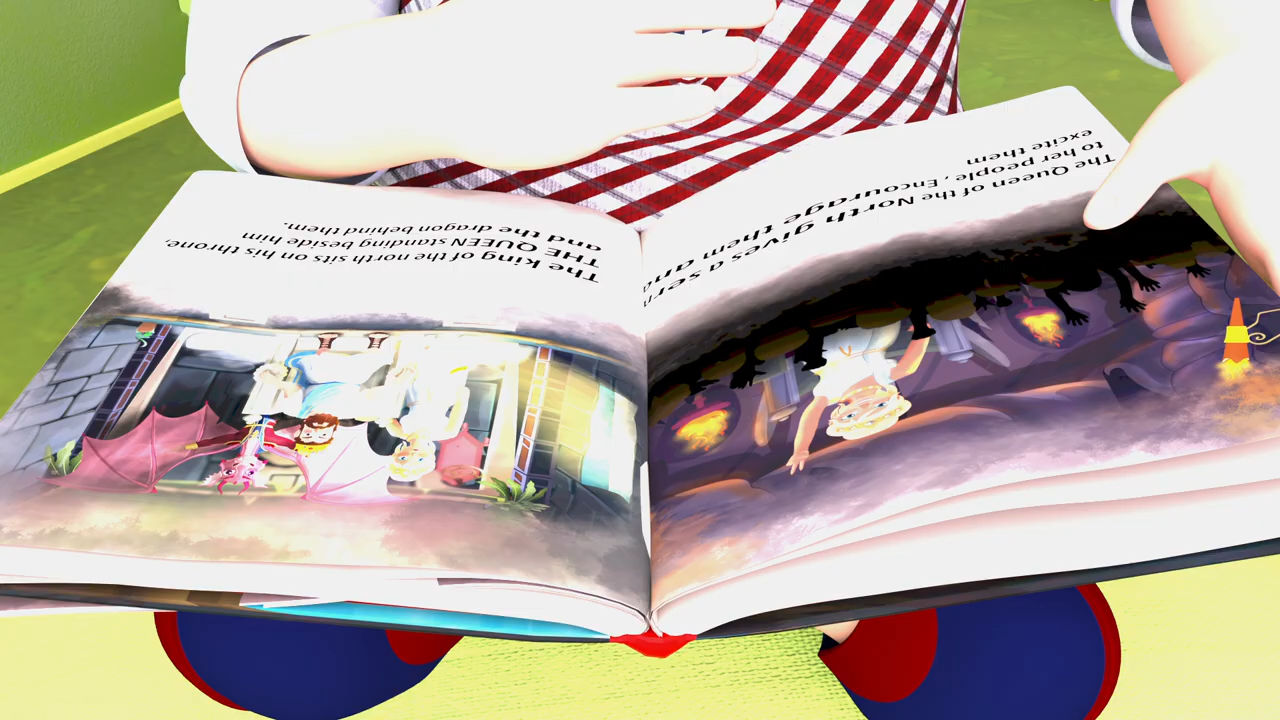 The Queen of the North gives a
to her people , Encourage them and
excite them
The king of the north sits on his throne,
THE QUEEN standing beside him
and the dragon behind them.